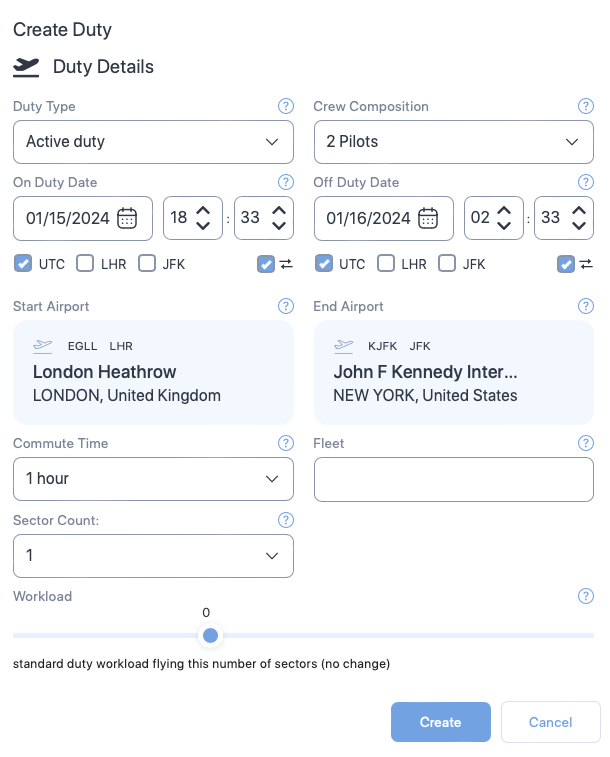 Create Duty
Duty Details
Duty Type ? Crew Composition ?
Active duty 2 Pilots
On Duty Date ? Off Duty Date ?
01/15/2024 18 : 33 01/16/2024 02 : 33
UTC LHR JFK UTC LHR JFK
Start Airport ? End Airport ?
EGLL LHR KJFK JFK
London Heathrow John F Kennedy Inter...
LONDON, United Kingdom NEW YORK, United States
Commute Time ? Fleet ?
1 hour
Sector Count: ?
1
Workload ?
0
standard duty workload flying this number of sectors (no change)
Create Cancel